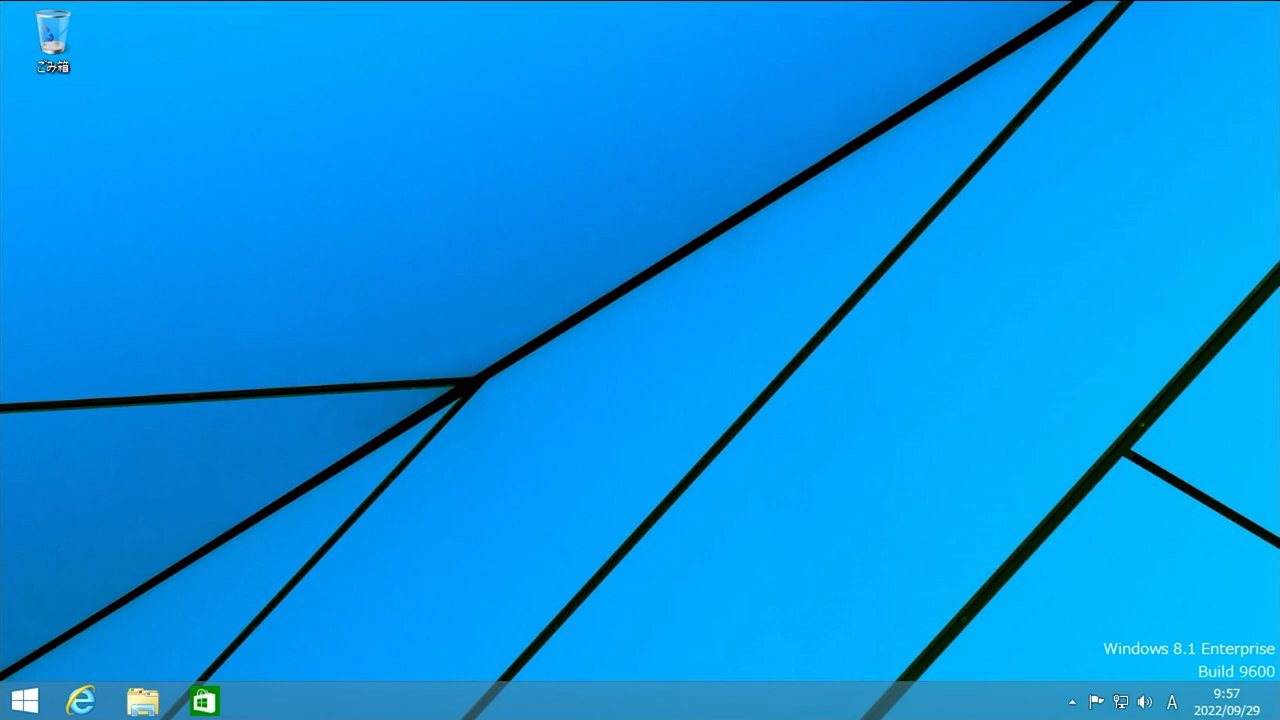 ごみ箱
Windows 8.1 Enterprise
Build 9600
A
9:57
2022/09/29